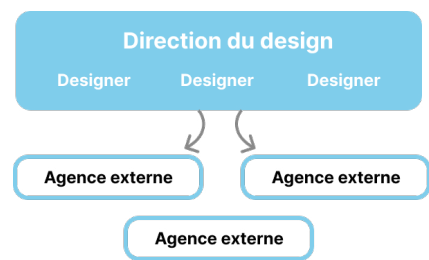 Direction du design
Designer Designer Designer
Agence externe Agence externe
Agence externe